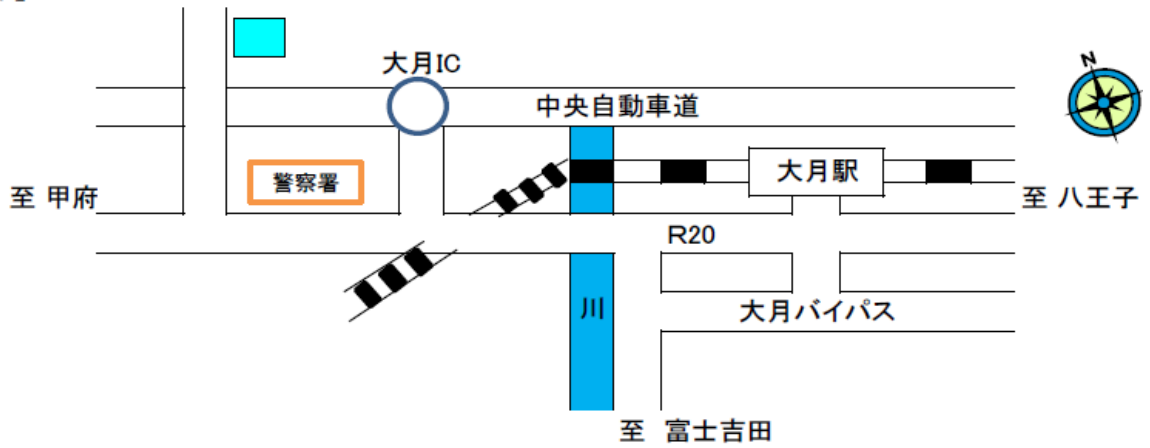 大月IC
N
中央自動車道
警察署
大月駅
至 甲府
至 八王子
R20
川
大月バイパス
至 富士吉田